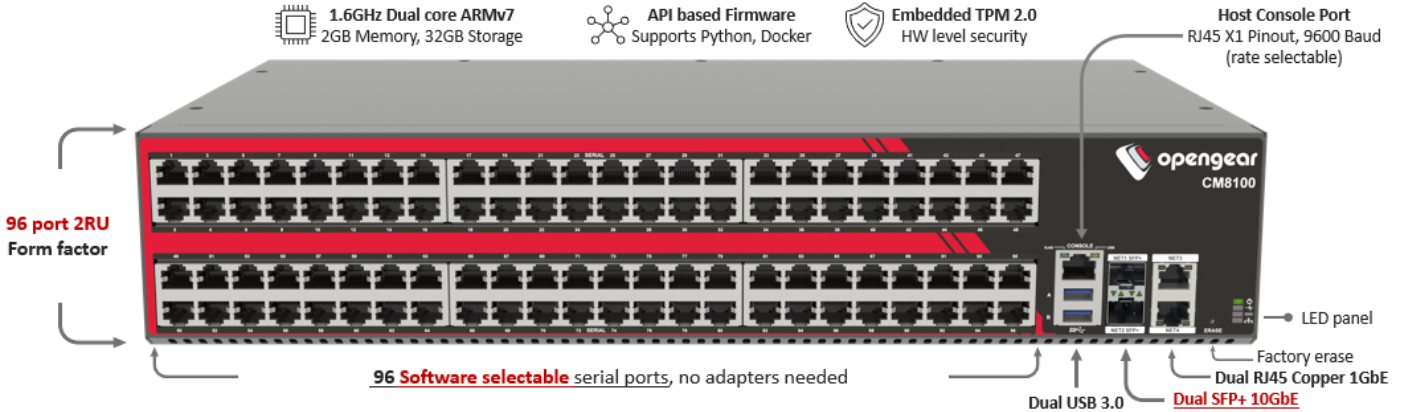 1.6GHz Dual core ARMv7
2GB Memory, 32GB Storage
API based Firmware
Supports Python, Docker
Embedded TPM 2.0
HW level security
Host Console Port
RJ45 X1 Pinout, 9600 Baud
(rate selectable)
96 port 2RU
Form factor
SERIAL
opengear
CM8100
CONSOLE
NET1 SFP+
NET3
A
B
NET2 SFP+
NET4
ERASE
SERIAL
LED panel
Factory erase
Dual RJ45 Copper 1GbE
Dual SFP+ 10GbE
Dual USB 3.0
96 Software selectable serial ports, no adapters needed